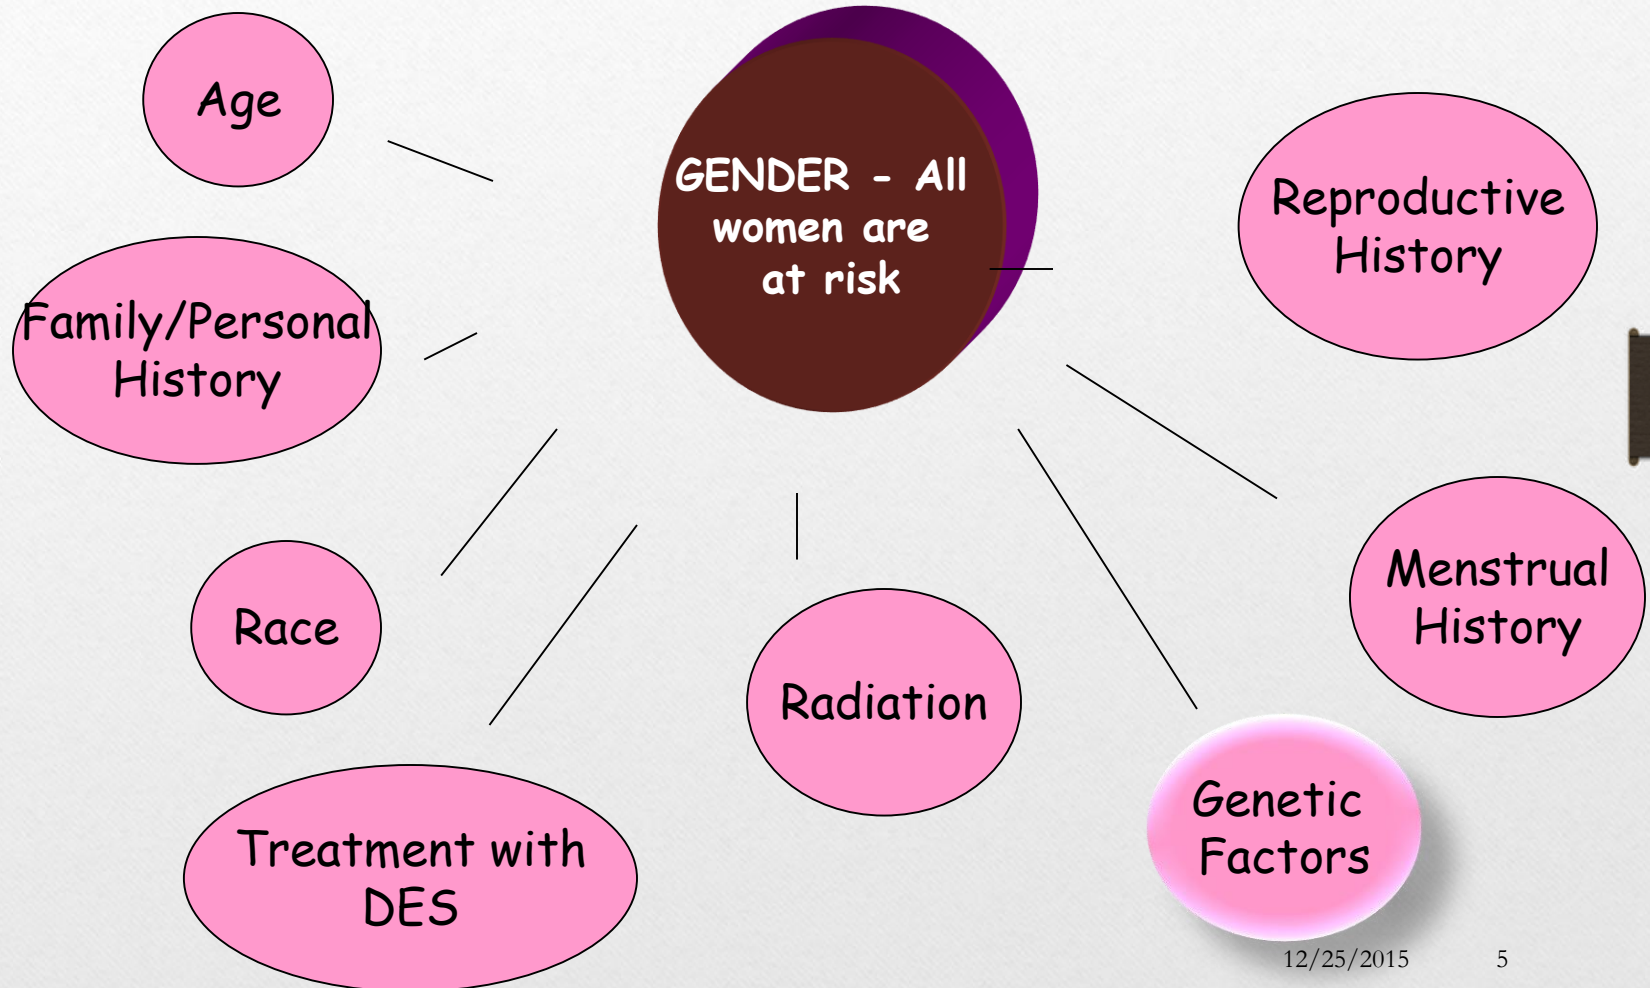 Age
GENDER - All
women are
at risk
Reproductive
History
Family/Personal
History
Race
Menstrual
History
Radiation
Treatment with
DES
Genetic
Factors
12/25/2015
5